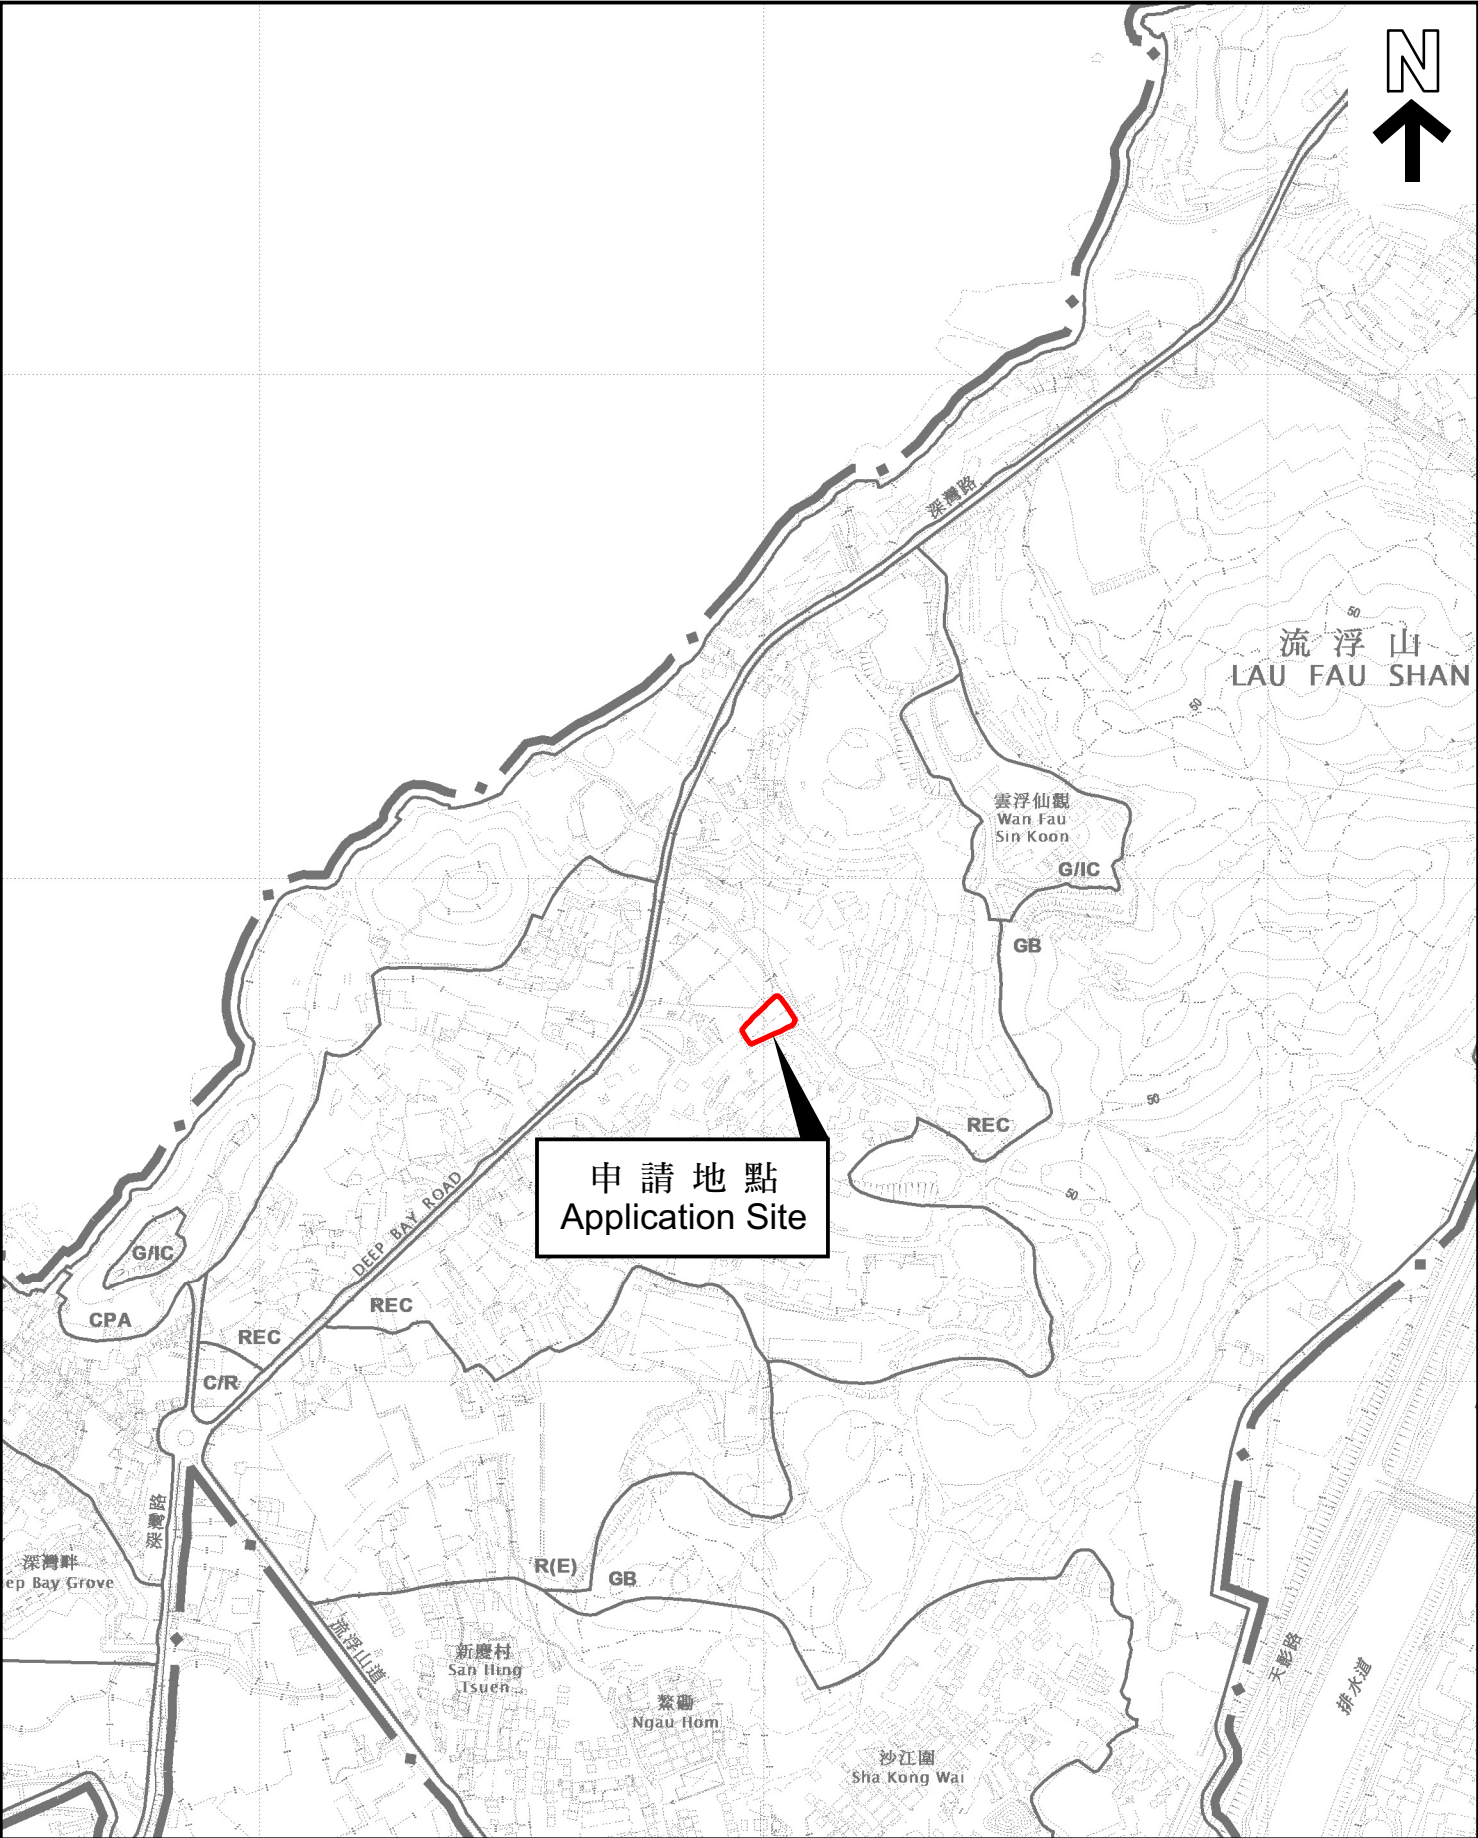 N
深灣路
50
流浮山
LAU FAU SHAN
50
雲浮仙觀
Wan Fau
Sin Koon
G/IC
GB
50
REC
申請地點
Application Site
50
DEEP BAY ROAD
G/IC
CPA
REC
REC
C/R
深灣路
深灣畔
ep Bay Grove
R(E)
GB
流浮山道
新慶村
San Hing
Tsuen
鰲磡
Ngau Hom
沙江圍
Sha Kong Wai
天影路
排水道